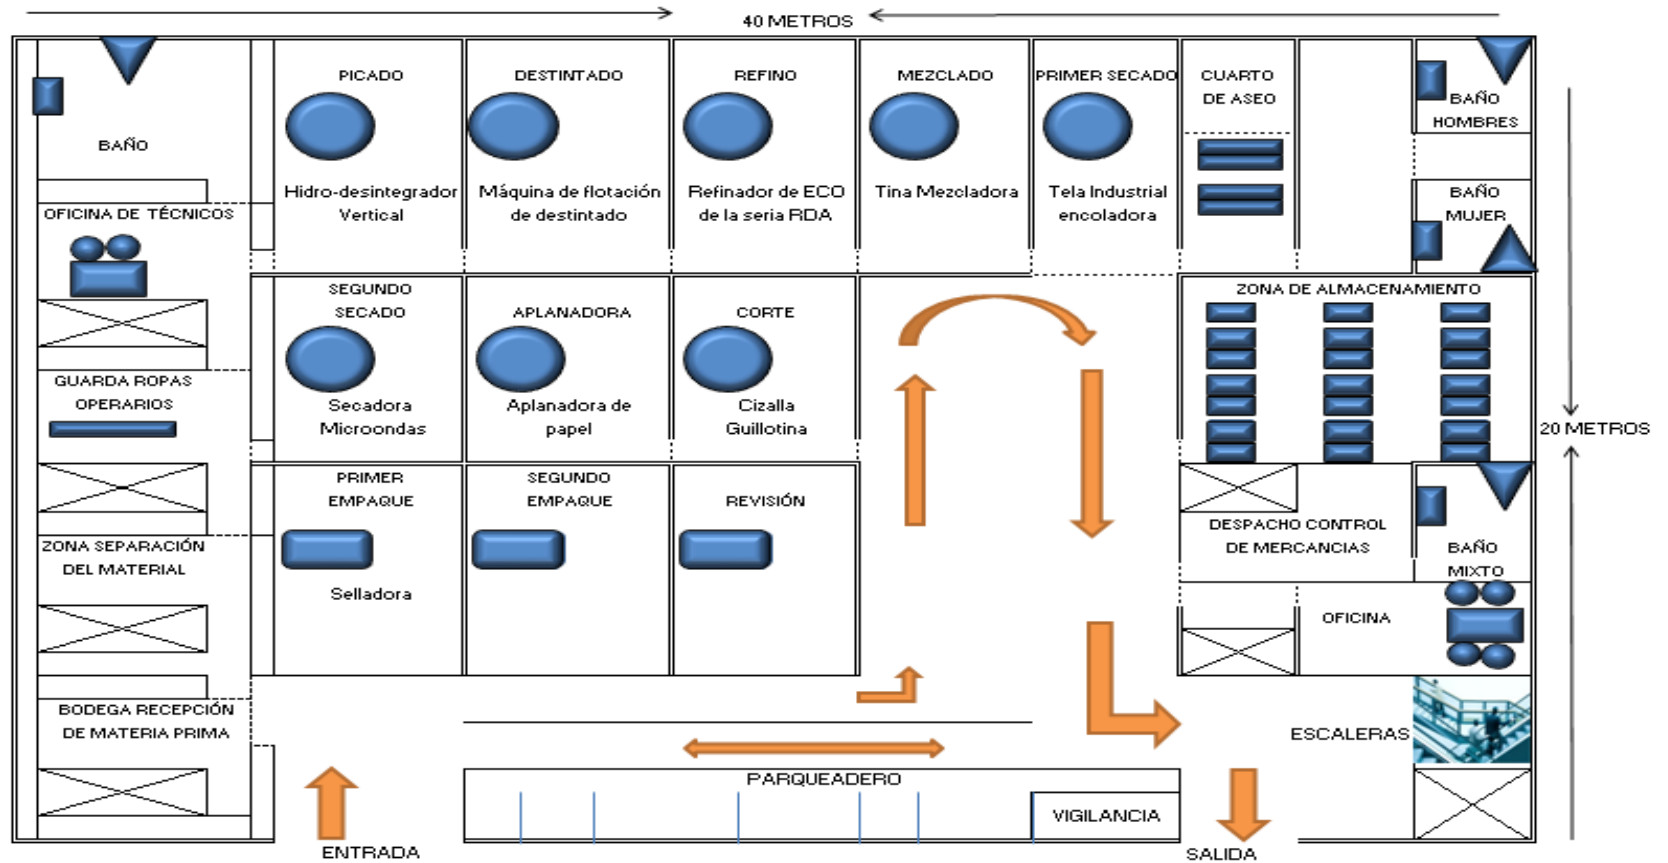 40 METROS
PICADO
DESTINTADO
REFINO
MEZCLADO
PRIMER SECADO
CUARTO
DE ASEO
BAÑO
HOMBRES
BAÑO
Hidro-desintegrador
Vertical
Máquina de flotación
de destintado
Refinador de ECO
de la seria RDA
Tina Mezcladora
Tela Industrial
encoladora
BAÑO
MUJER
OFICINA DE TÉCNICOS
SEGUNDO
SECADO
APLANADORA
CORTE
ZONA DE ALMACENAMIENTO
GUARDA ROPAS
OPERARIOS
Secadora
Microondas
Aplanadora de
papel
Cizalla
Guillotina
20 METROS
PRIMER
EMPAQUE
SEGUNDO
EMPAQUE
REVISIÓN
DESPACHO CONTROL
DE MERCANCIAS
BAÑO
MIXTO
ZONA SEPARACIÓN
DEL MATERIAL
Selladora
OFICINA
BODEGA RECEPCIÓN
DE MATERIA PRIMA
ESCALERAS
PARQUEADERO
VIGILANCIA
ENTRADA
SALIDA